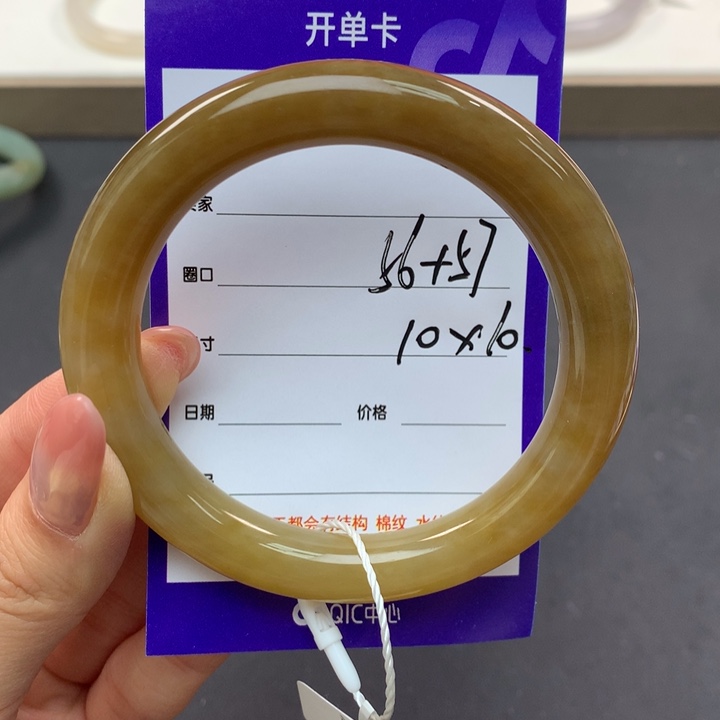 开单卡
家
56+57
圈口
10×10
寸
日期 价格
都会有结构 棉纹 水
QIC中心